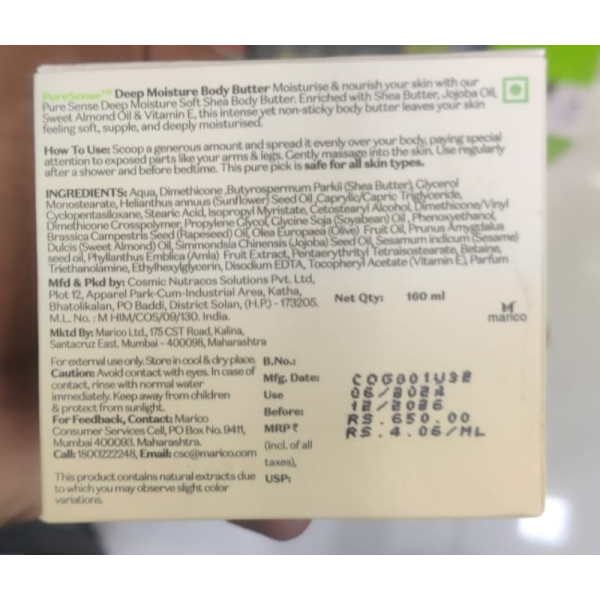 PureSense™ Deep Moisture Body Butter Moisturise & nourish your skin with our
Pure Sense Deep Moisture Soft Shea Body Butter. Enriched with Shea Butter, Jojoba Oil,
Sweet Almond Oil & Vitamin E, this intense yet non-sticky body butter leaves your skin
feeling soft, supple, and deeply moisturised.
How To Use: Scoop a generous amount and spread it evenly over your body, paying special
attention to exposed parts like your arms & legs. Gently massage into the skin. Use regularly
after a shower and before bedtime. This pure pick is safe for all skin types.
INGREDIENTS: Aqua, Dimethicone ,Butyrospermum Parkii (Shea Butter), Glycerol
Monostearate, Helianthus annuus (Sunflower) Seed Oil ,Caprylic/Capric Triglyceride,
Cyclopentasiloxane, Stearic Acid, Isopropyl Myristate, Cetostearyl Alcohol, Dimethicone/Vinyl
Dimethicone Crosspolymer, Propylene Glycol, Glycine Soja (Soyabean) Oil , Phenoxyethanol,
Brassica Campestris Seed (Rapeseed) Oil, Olea Europaea (Olive) Fruit Oil, Prunus Amygdalus
Dulcis (Sweet Almond) Oil, Simmondsia Chinensis (Jojoba) Seed Oil, Sesamum indicum (Sesame)
seed oil, Phyllanthus Emblica (Amla) Fruit Extract, Pentaerythrityl Tetraisostearate, Betaine,
Triethanolamine, Ethylhexylglycerin, Disodium EDTA, Tocopheryl Acetate (Vitamin E), Parfum
Mfd & Pkd by: Cosmic Nutracos Solutions Pvt. Ltd,
Plot 12, Apparel Park-Cum-Industrial Area, Katha,
Bhatolikalan, PO Baddi, District Solan, (H.P.) - 173205.
M.L. No. : M HIM/COS/09/130. India.
Net Qty: 160 ml
marico
Mktd By: Marico Ltd., 175 CST Road, Kalina,
Santacruz East. Mumbai – 400098, Maharashtra
For external use only. Store in cool & dry place.
Caution: Avoid contact with eyes. In case of
contact, rinse with normal water
immediately. Keep away from children
& protect from sunlight.
For Feedback, Contact: Marico
Consumer Services Cell, PO Box No. 9411,
Mumbai 400093. Maharashtra.
Call: 1800222248, Email: csc@marico.com
This product contains natural extracts due
to which you may observe slight color
variations.
B.No.:
Mfg. Date:
Use
Before:
MRP ₹
(incl. of all
taxes),
USP:
06/2024
12/2026
RS.650.00
RS.4.06/ML